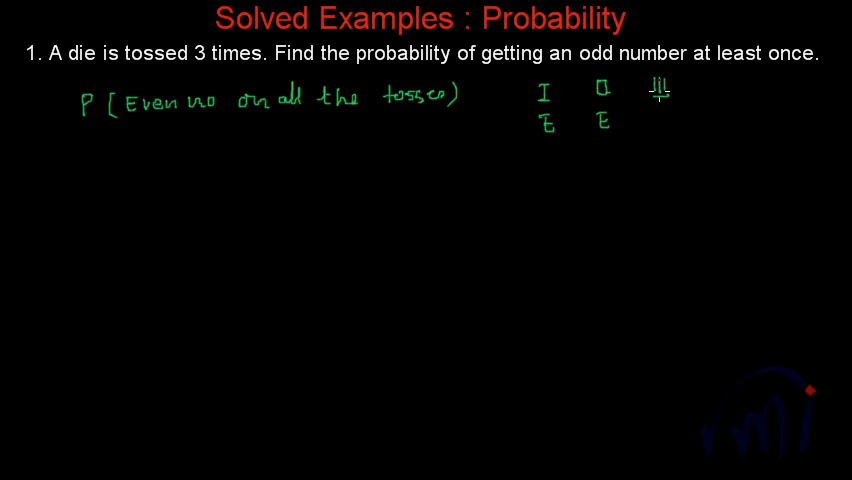 Solved Examples : Probability
1. A die is tossed 3 times. Find the probability of getting an odd number at least once.
P (Even no on all the tosses) I II III
E E